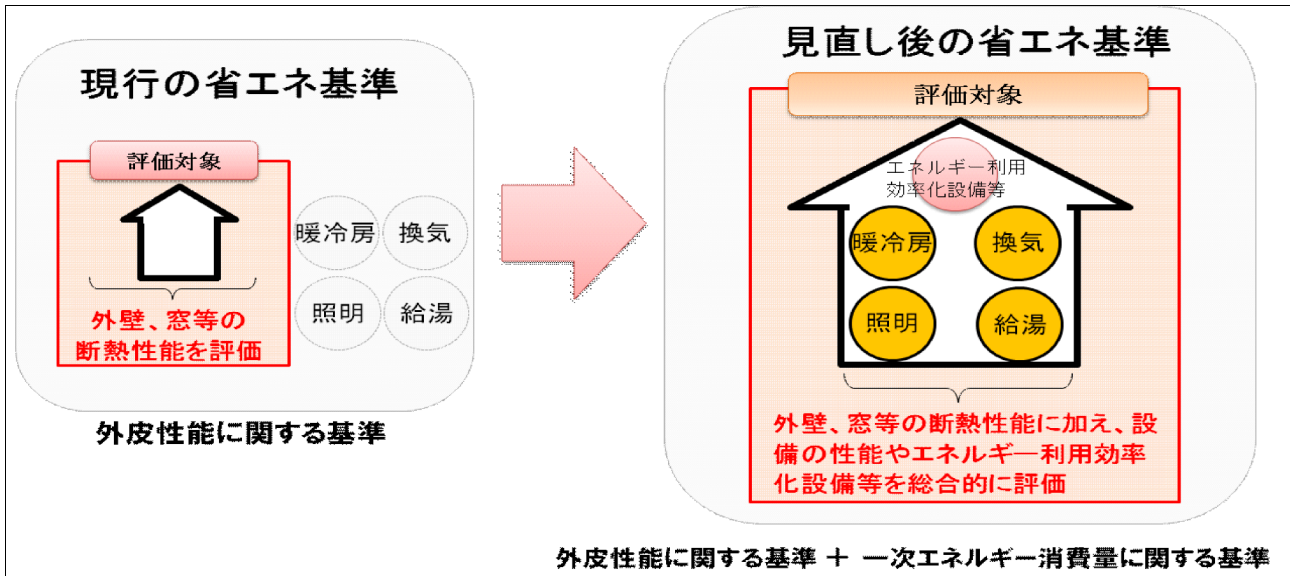 現行の省エネ基準
評価対象
暖冷房
換気
照明
給湯
外壁、窓等の
断熱性能を評価
外皮性能に関する基準
見直し後の省エネ基準
評価対象
エネルギー利用
効率化設備等
暖冷房
換気
照明
給湯
外壁、窓等の断熱性能に加え、設
備の性能やエネルギー利用効率
化設備等を総合的に評価
外皮性能に関する基準 + 一次エネルギー消費量に関する基準